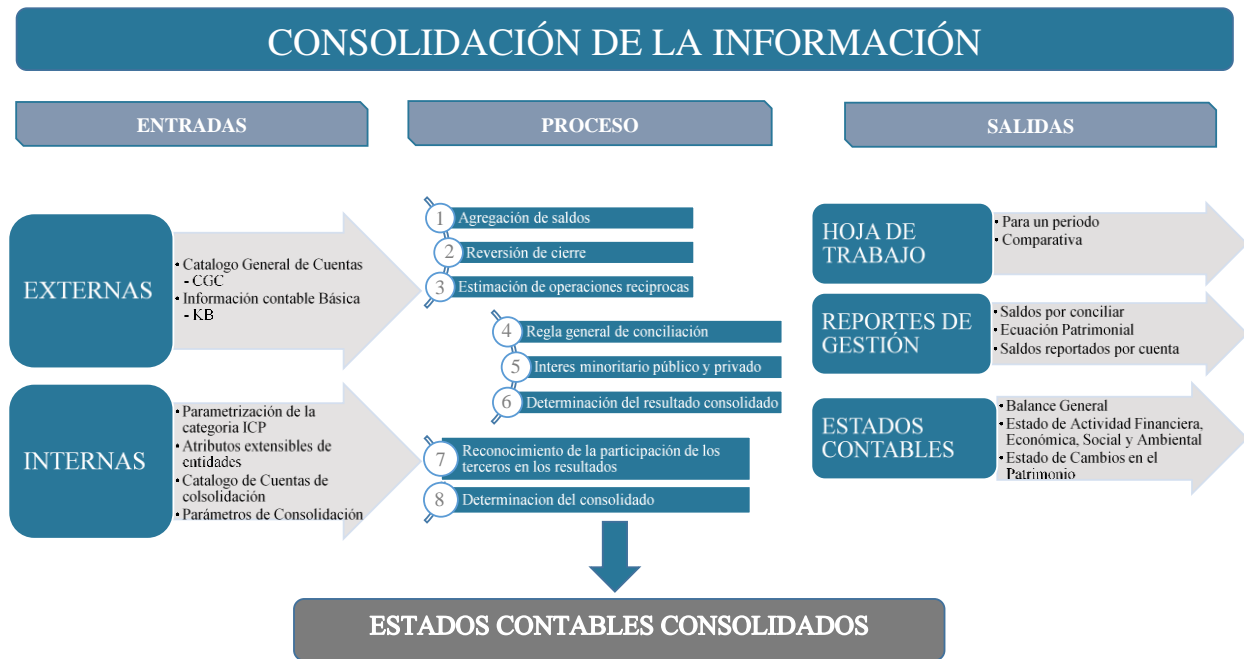 CONSOLIDACIÓN DE LA INFORMACIÓN
ENTRADAS
EXTERNAS
• Catalogo General de Cuentas
- CGC
• Información contable Básica
- KB
INTERNAS
• Parametrización de la
categoria ICP
• Atributos extensibles de
entidades
• Catalogo de Cuentas de
colsolidación
• Parámetros de Consolidación
PROCESO
1 Agregación de saldos
2 Reversión de cierre
3 Estimación de operaciones reciprocas
4 Regla general de conciliación
5 Interes minoritario público y privado
6 Determinación del resultado consolidado
7 Reconocimiento de la participación de los
terceros en los resultados
8 Determinacion del consolidado
SALIDAS
HOJA DE
TRABAJO
• Para un periodo
• Comparativa
REPORTES DE
GESTIÓN
• Saldos por conciliar
• Ecuación Patrimonial
• Saldos reportados por cuenta
ESTADOS
CONTABLES
• Balance General
• Estado de Actividad Financiera,
Económica, Social y Ambiental
• Estado de Cambios en el
Patrimonio
ESTADOS CONTABLES CONSOLIDADOS